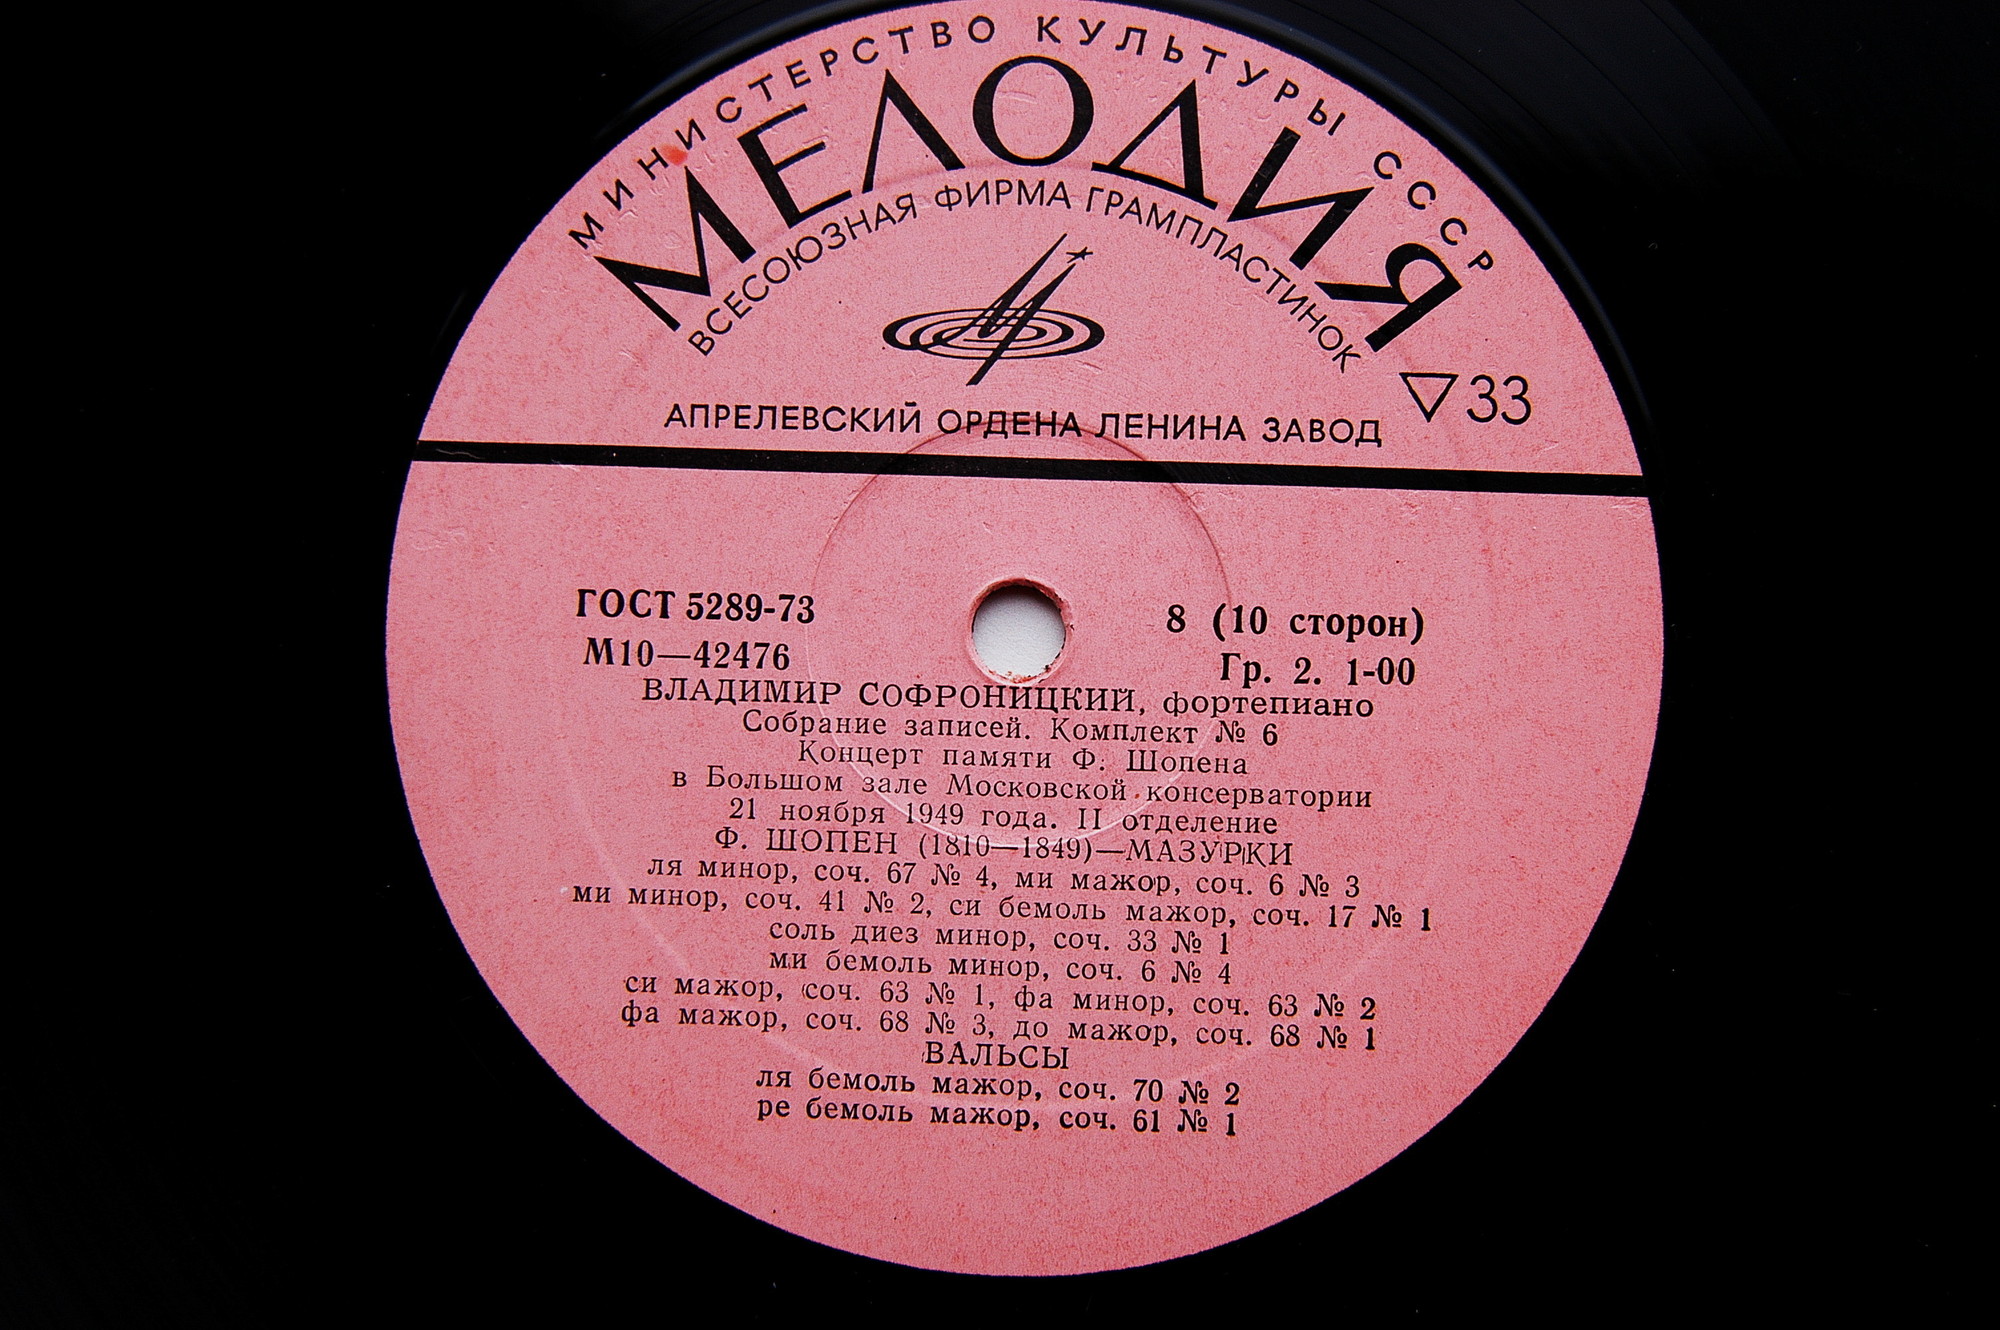 МИНИСТЕРСТВО КУЛЬТУРЫ СССР
МЕЛОДИЯ
ВСЕСОЮЗНАЯ ФИРМА ГРАМПЛАСТИНОК
33
АПРЕЛЕВСКИЙ ОРДЕНА ЛЕНИНА ЗАВОД
ГОСТ 5289-73
8 (10 сторон)
М10—42476
Гр. 2. 1-00
ВЛАДИМИР СОФРОНИЦКИЙ, фортепиано
Собрание записей. Комплект № 6
Концерт памяти Ф. Шопена
в Большом зале Московской консерватории
21 ноября 1949 года. II отделение
Ф. ШОПЕН (1810—1849)—МАЗУРКИ
ля минор, соч. 67 № 4, ми мажор, соч. 6 № 3
ми минор, соч. 41 № 2, си бемоль мажор, соч. 17 № 1
соль диез минор, соч. 33 № 1
ми бемоль минор, соч. 6 № 4
си мажор, соч. 63 № 1, фа минор, соч. 63 № 2
фа мажор, соч. 68 № 3, до мажор, соч. 68 № 1
ВАЛЬСЫ
ля бемоль мажор, соч. 70 № 2
ре бемоль мажор, соч. 61 № 1